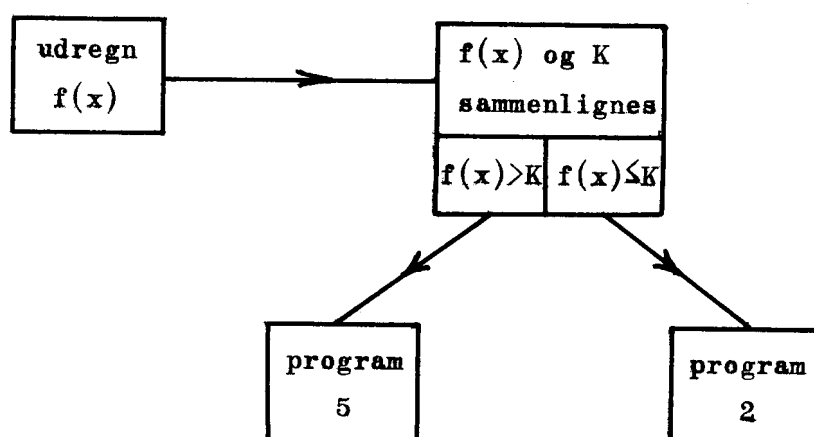 udregn
f(x)
f(x) og K
sammenlignes
f(x)>K
f(x)≤K
program
5
program
2